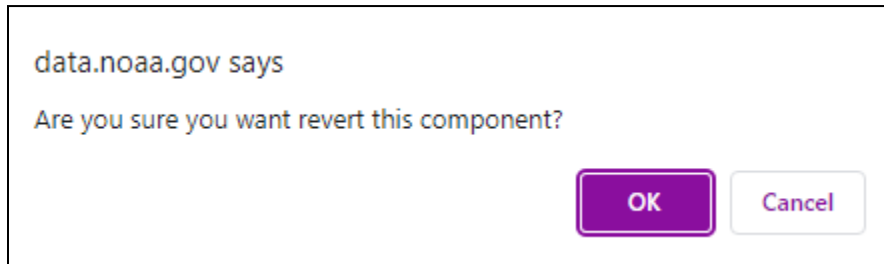 data.noaa.gov says
Are you sure you want revert this component?
OK Cancel